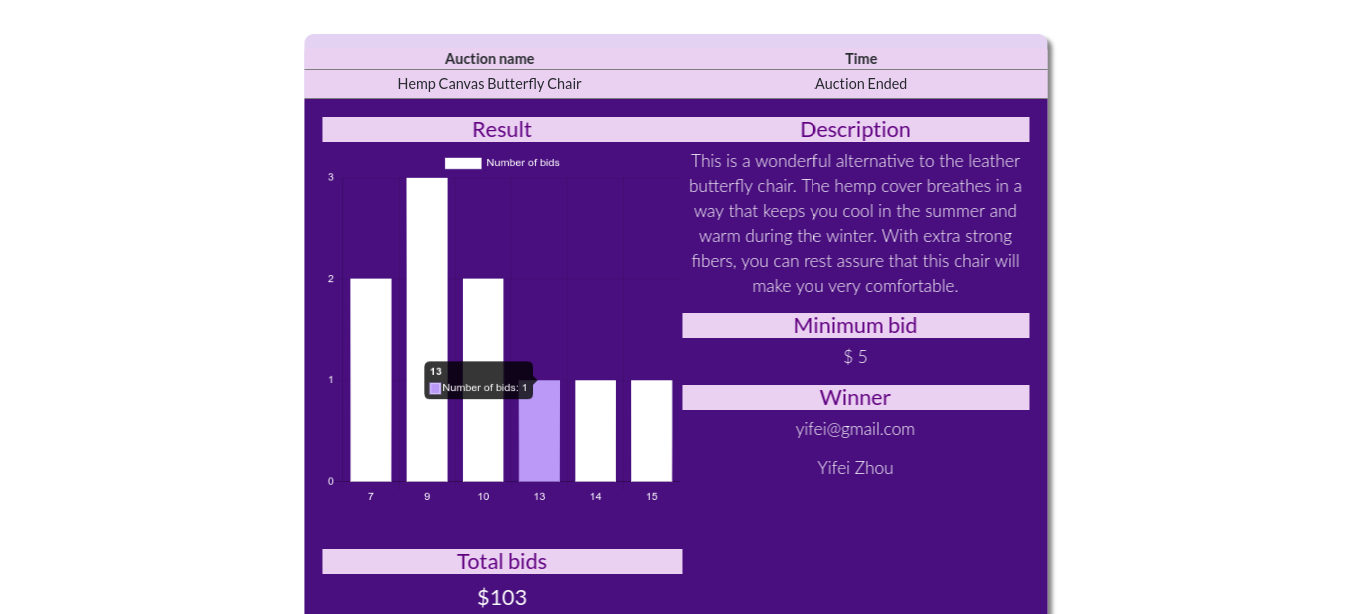 Auction name
Time
Hemp Canvas Butterfly Chair
Auction Ended
Result
Number of bids
3
2
1
0
13
Number of bids: 1
7 9 10 13 14 15
Total bids
$103
Description
This is a wonderful alternative to the leather
butterfly chair. The hemp cover breathes in a
way that keeps you cool in the summer and
warm during the winter. With extra strong
fibers, you can rest assure that this chair will
make you very comfortable.
Minimum bid
$ 5
Winner
yifei@gmail.com
Yifei Zhou